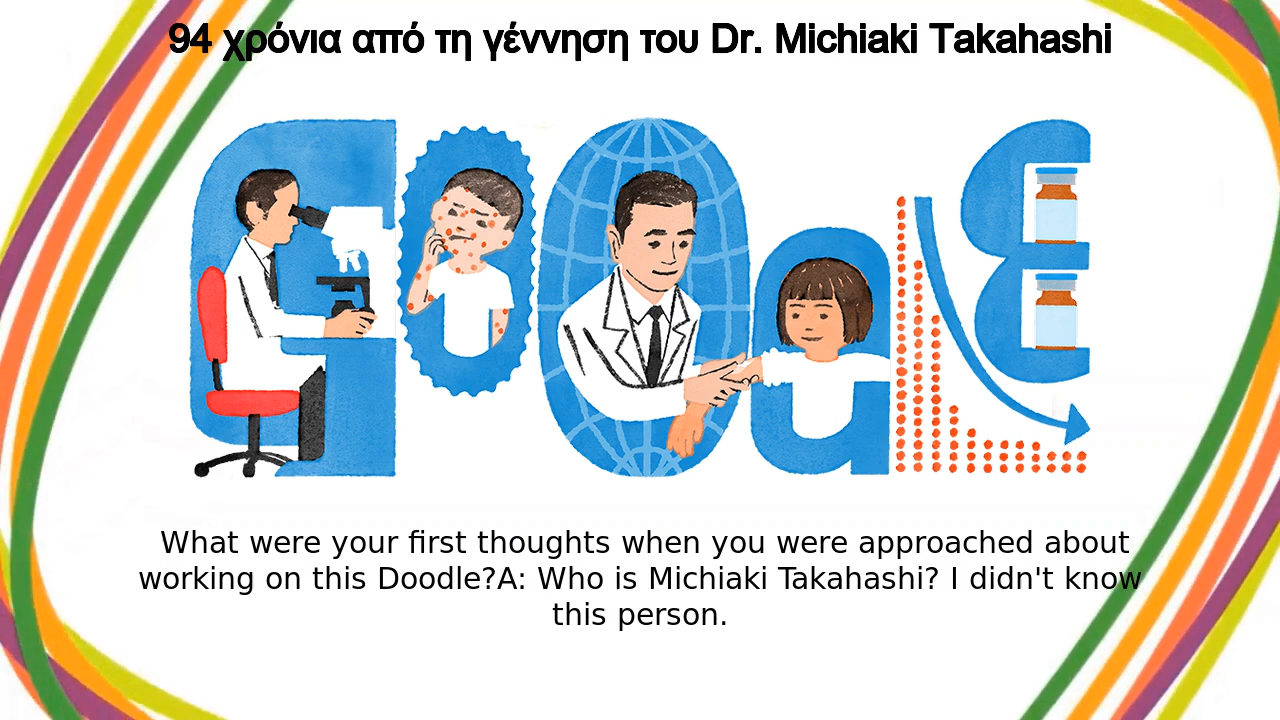 94 χρόνια από τη γέννηση του Dr. Michiaki Takahashi
What were your first thoughts when you were approached about
working on this Doodle?A: Who is Michiaki Takahashi? I didn't know
this person.